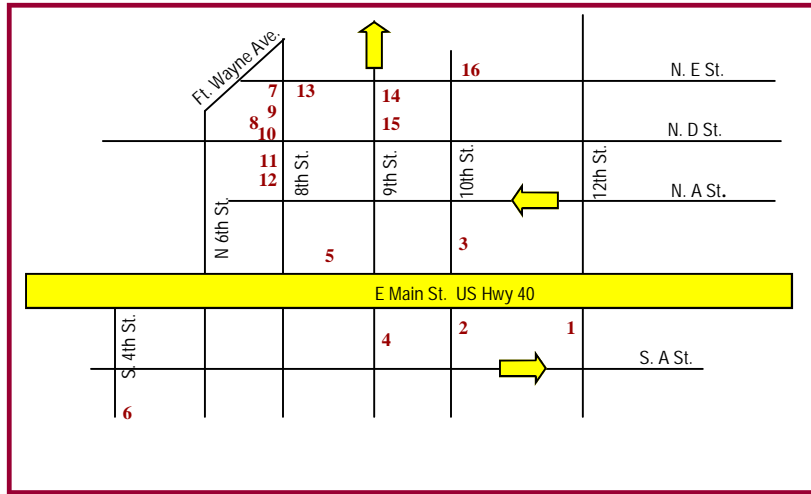 Ft. Wayne Ave.
16
N. E St.
7
13
14
9
8
15
10
N. D St.
11
12
8th St.
9th St.
10th St.
12th St.
N. A St.
N 6th St.
3
5
E Main St. US Hwy 40
S. 4th St.
4
2
1
S. A St.
6